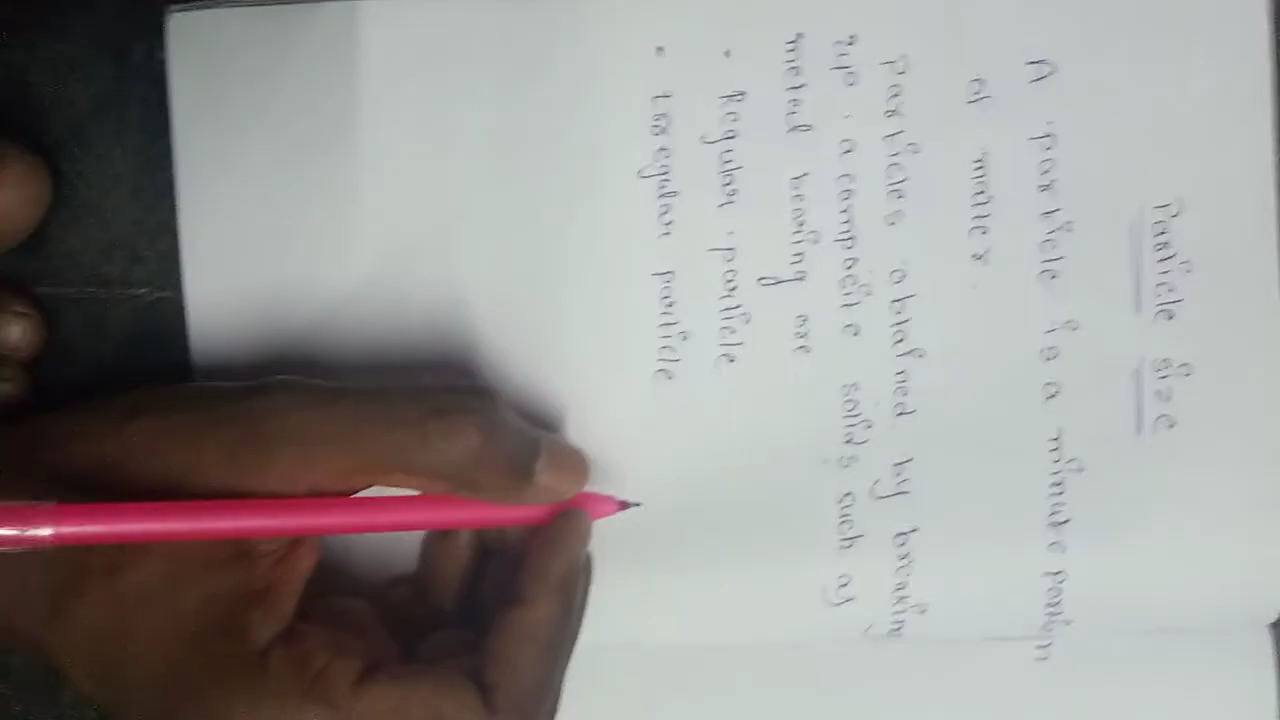 Particle size
A particle is a minute portion
of matter.
particles obtained by breaking
up. a composite solids such as
metal bearing are
• Regular particle
• Irregular particle